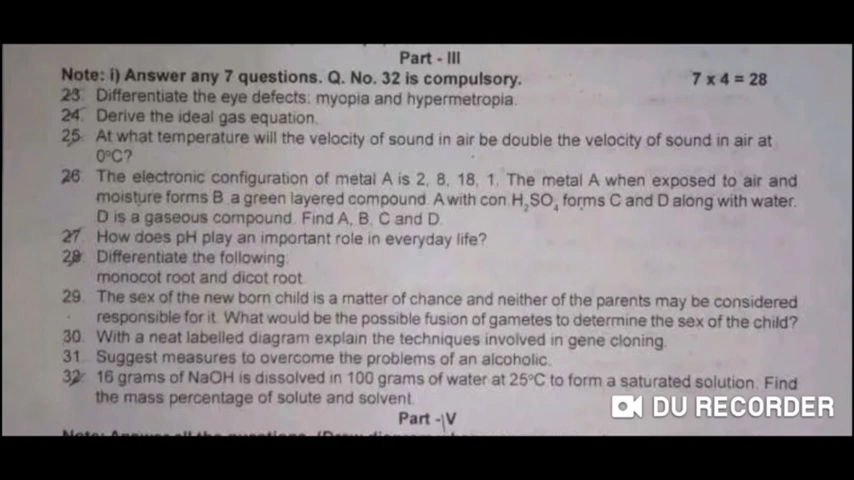 Part - III
Note: i) Answer any 7 questions. Q. No. 32 is compulsory. 7 x 4 = 28
23. Differentiate the eye defects: myopia and hypermetropia.
24. Derive the ideal gas equation.
25. At what temperature will the velocity of sound in air be double the velocity of sound in air at
0°C?
26. The electronic configuration of metal A is 2, 8, 18, 1. The metal A when exposed to air and
moisture forms B a green layered compound. A with con. H₂SO₄ forms C and D along with water.
D is a gaseous compound. Find A, B, C and D.
27. How does pH play an important role in everyday life?
28. Differentiate the following:
monocot root and dicot root.
29. The sex of the new born child is a matter of chance and neither of the parents may be considered
responsible for it. What would be the possible fusion of gametes to determine the sex of the child?
30. With a neat labelled diagram explain the techniques involved in gene cloning.
31. Suggest measures to overcome the problems of an alcoholic.
32. 16 grams of NaOH is dissolved in 100 grams of water at 25°C to form a saturated solution. Find
the mass percentage of solute and solvent.
DU RECORDER
Part - IV